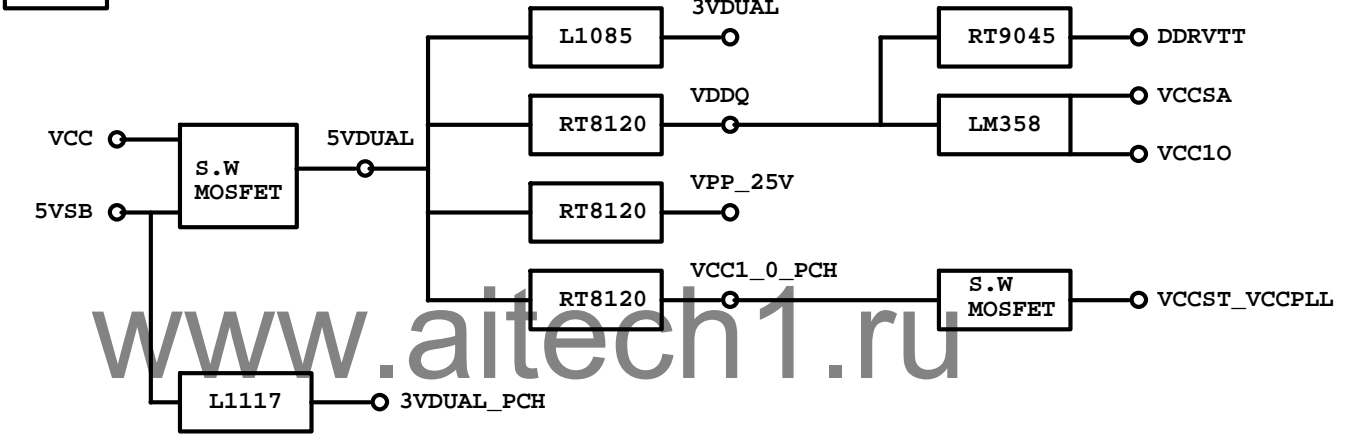 3VDUAL
L1085
RT9045
DDRVTT
VDDQ
VCCSA
RT8120
LM358
VCC
5VDUAL
S.W
MOSFET
VCC1O
VPP_25V
5VSB
RT8120
VCC1_0_PCH
RT8120
S.W
MOSFET
VCCST_VCCPLL
www.aitech1.ru
L1117
3VDUAL_PCH